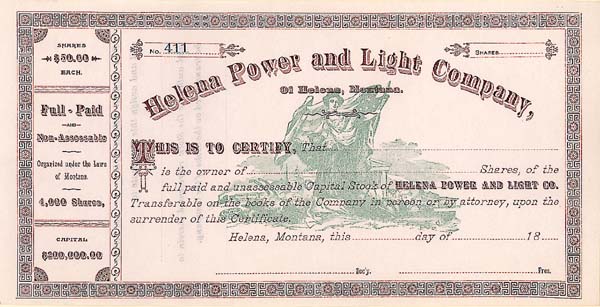 SHARES
$50.00
EACH.
Full-Paid
AND
Non-Assessable
Organized under the Laws
of Montana.
4,000 Shares,
CAPITAL
$200,000.00
No. 411
SHARES
Helena Power and Light Company,
Of Helena, Montana.
THIS IS TO CERTIFY, That
is the owner of Shares, of the
full paid and unassessable Capital Stock of HELENA POWER AND LIGHT CO.
Transferable on the books of the Company in person or by attorney, upon the
surrender of this Certificate.
Helena, Montana, this day of 18
Sec'y. Pres.